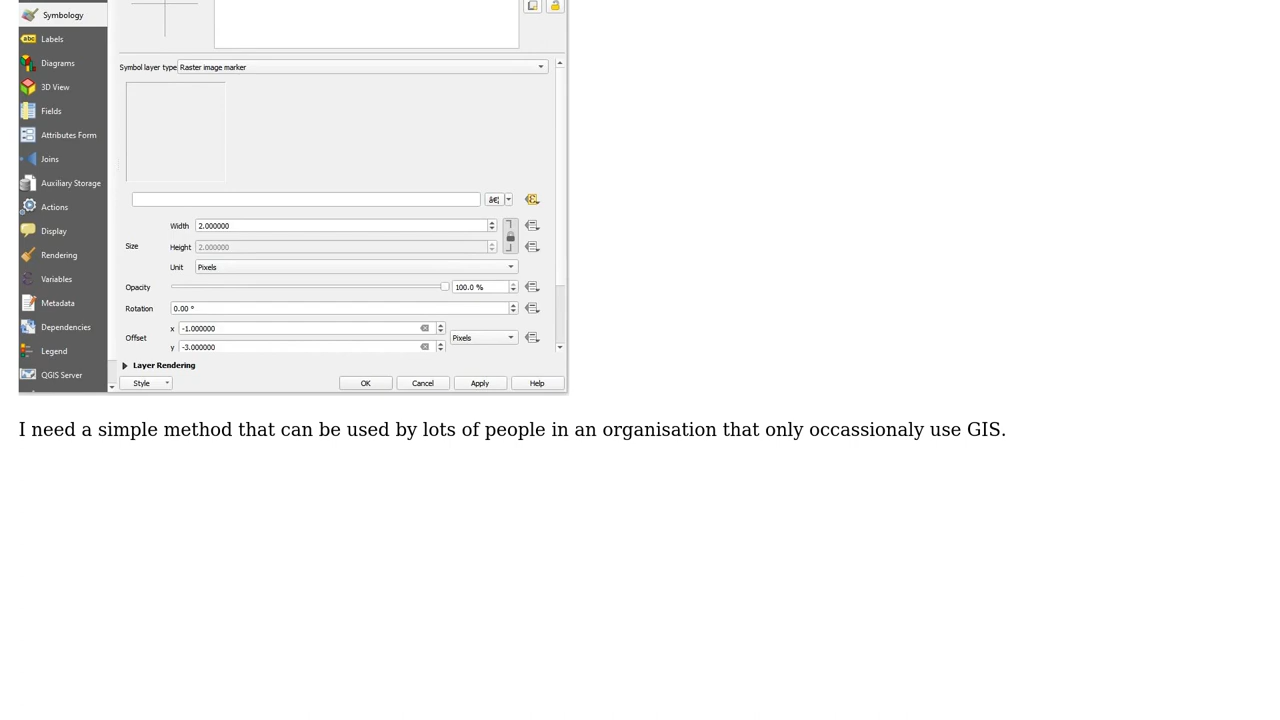 Symbology
Labels
Diagrams
3D View
Fields
Attributes Form
Joins
Auxiliary Storage
Actions
Display
Rendering
Variables
Metadata
Dependencies
Legend
QGIS Server
Symbol layer type Raster image marker
â€¦
Size
Width 2.000000
Height 2.000000
Unit Pixels
Opacity 100.0 %
Rotation 0.00 °
Offset
x -1.000000
Pixels
y -3.000000
Layer Rendering
Style OK Cancel Apply Help
I need a simple method that can be used by lots of people in an organisation that only occassionaly use GIS.